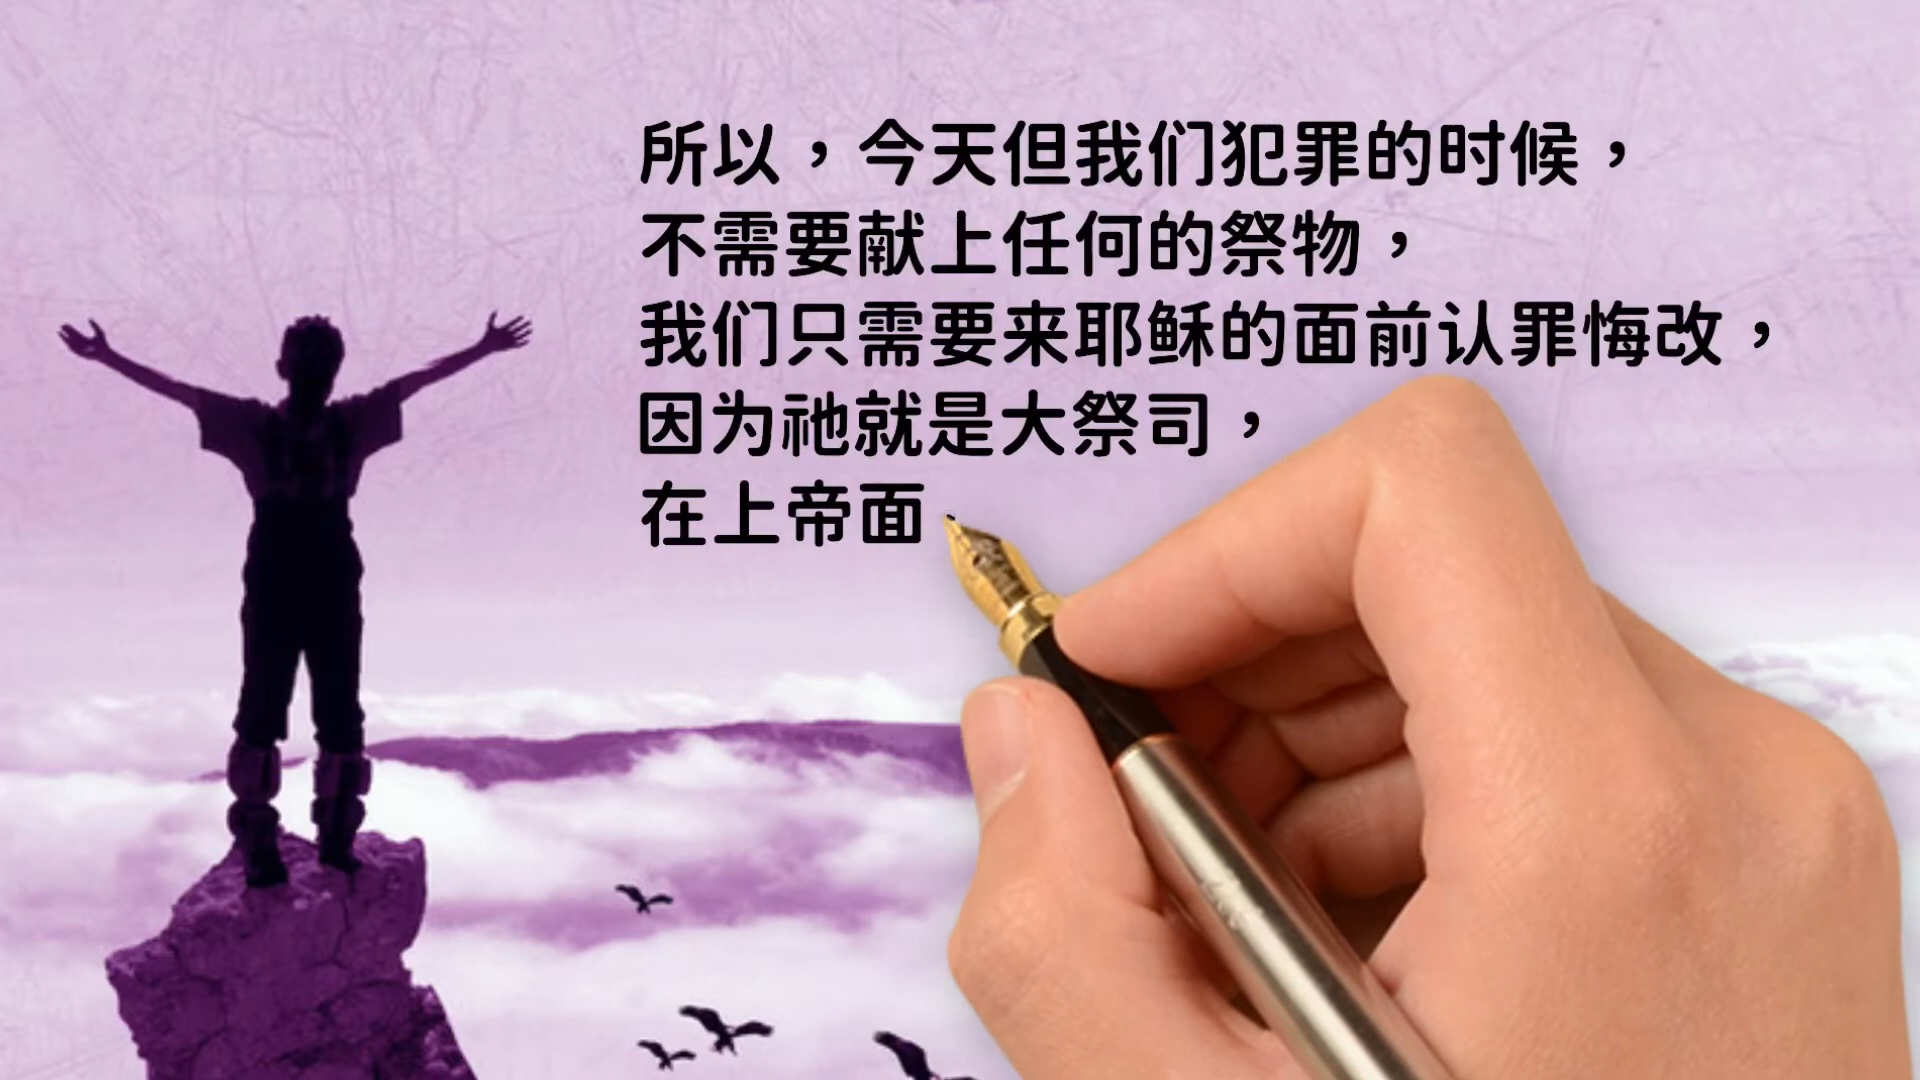 所以，今天但我们犯罪的时候，
不需要献上任何的祭物，
我们只需要来耶稣的面前认罪悔改，
因为祂就是大祭司，
在上帝面